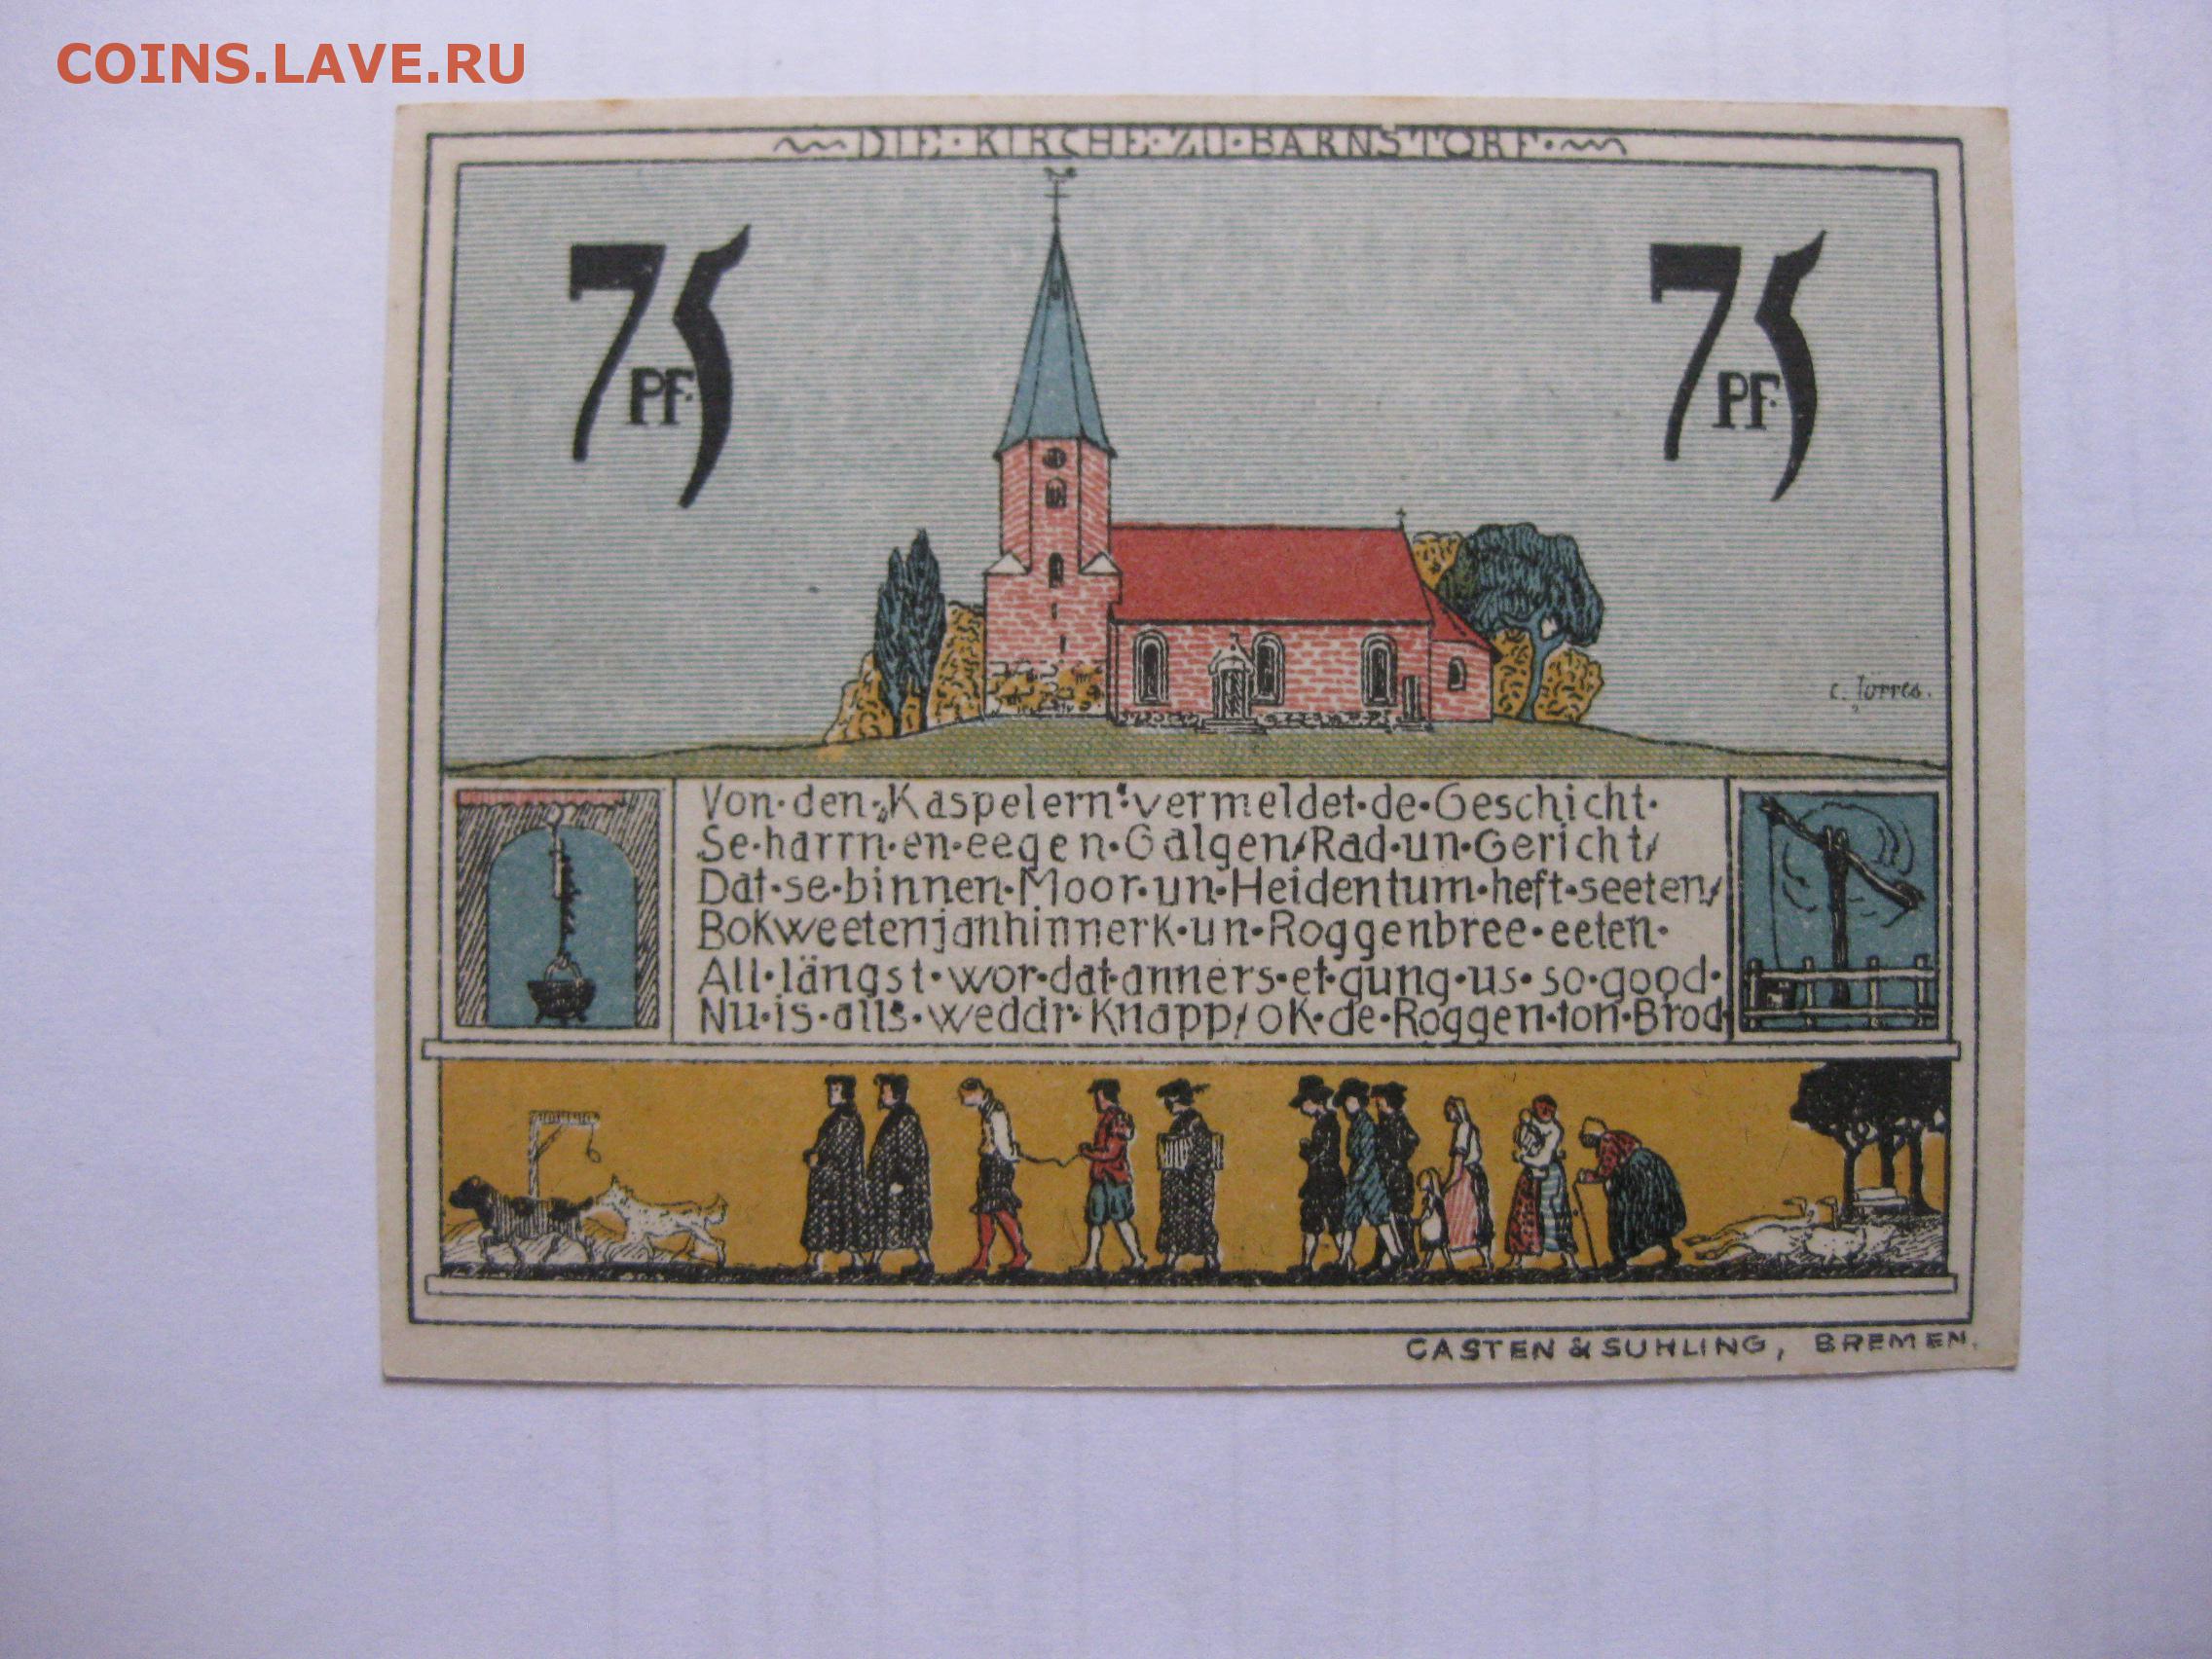 COINS.LAVE.RU
DIE·KIRCHE·ZU·BARNSTORF·
75 PF.
75 PF.
C. Jörres.
Von·den·„Kaspelern“·vermeldet·de·Geschicht·
Se·harrn·en·eegen·Galgen/Rad·un·Gericht/
Dat·se·binnen·Moor·un·Heidentum·heft·seeten/
Bokweetenjanhinnerk·un·Roggenbree·eeten·
All·längst·wor·dat·anners·et·gung·us·so·good·
Nu·is·all's·weddr·Knapp/ok·de·Roggen·ton·Brod
CASTEN & SUHLING, BREMEN.